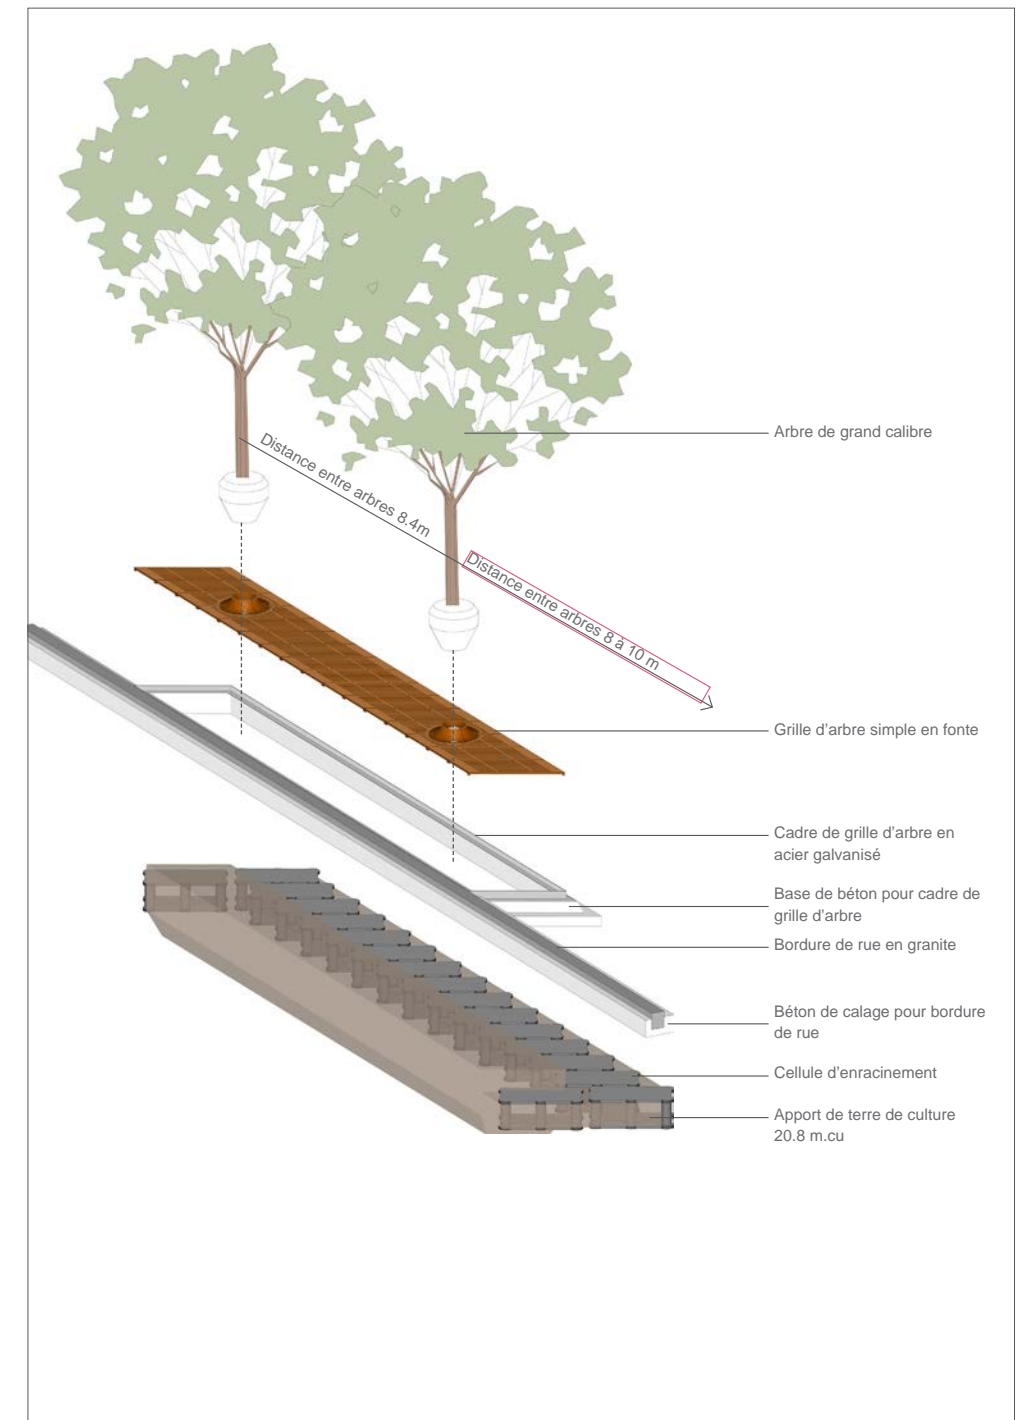 Arbre de grand calibre
Distance entre arbres 8.4m
Distance entre arbres 8 à 10 m
Grille d'arbre simple en fonte
Cadre de grille d'arbre en
acier galvanisé
Base de béton pour cadre de
grille d'arbre
Bordure de rue en granite
Béton de calage pour bordure
de rue
Cellule d'enracinement
Apport de terre de culture
20.8 m.cu